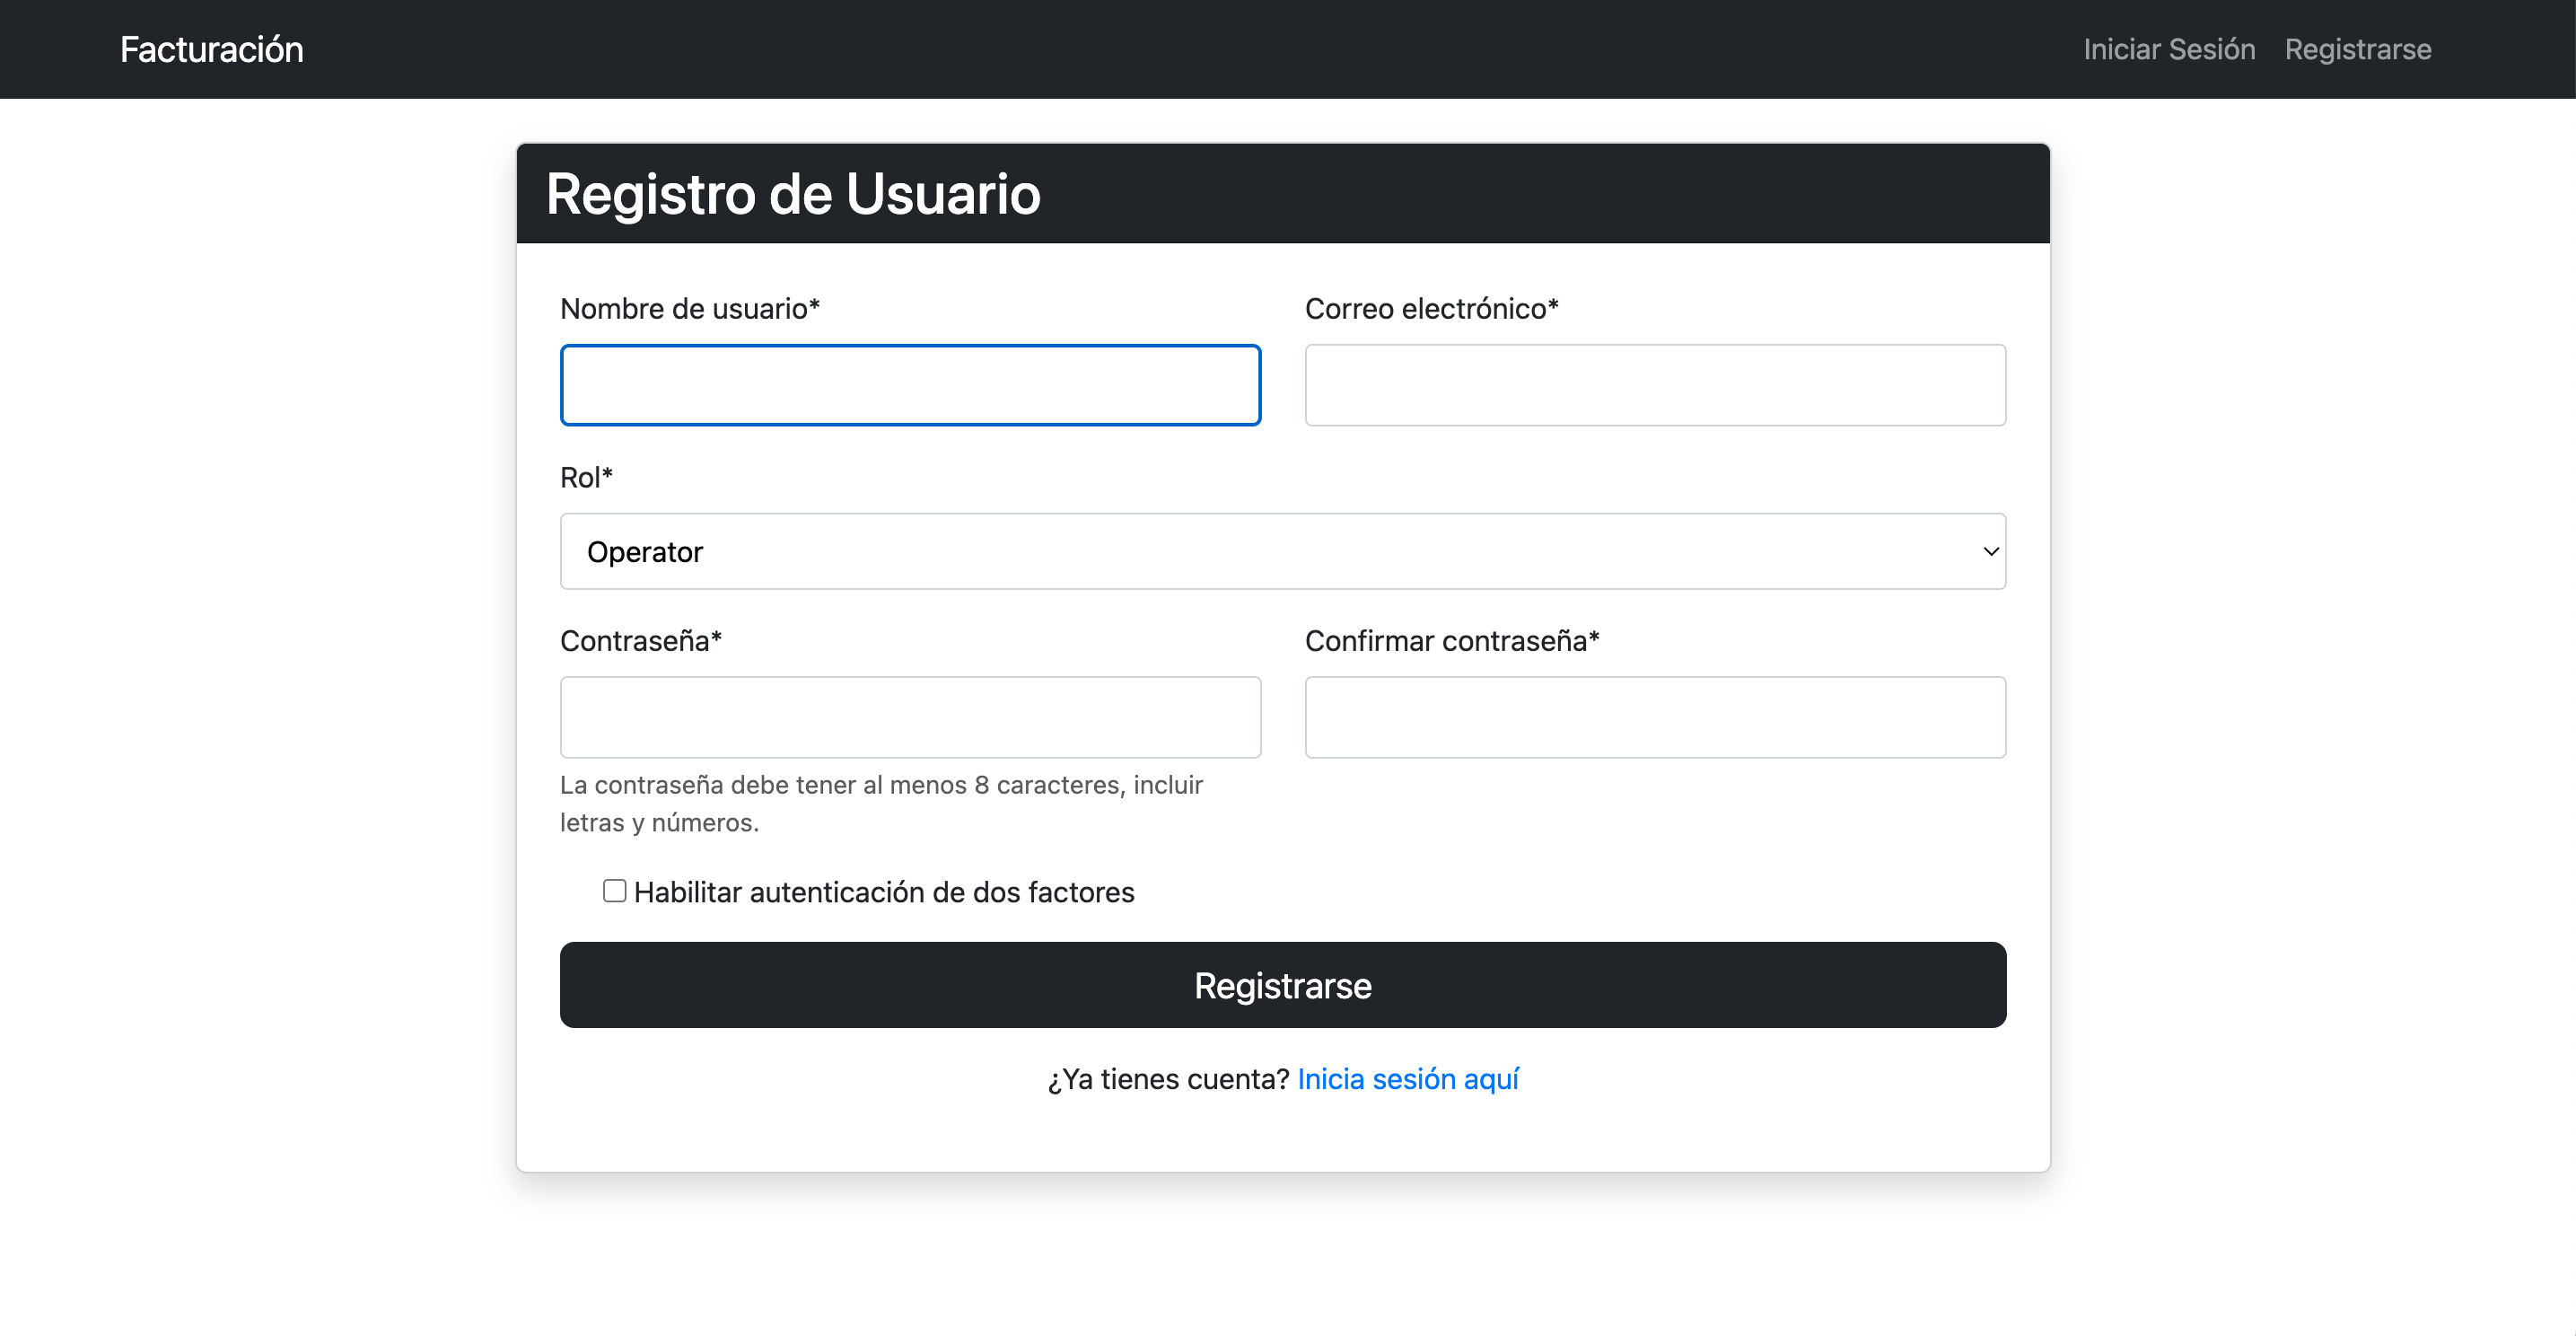 Facturación
Iniciar Sesión Registrarse
Registro de Usuario
Nombre de usuario*
Correo electrónico*
Rol*
Operator
Contraseña*
Confirmar contraseña*
La contraseña debe tener al menos 8 caracteres, incluir
letras y números.
Habilitar autenticación de dos factores
Registrarse
¿Ya tienes cuenta? Inicia sesión aquí